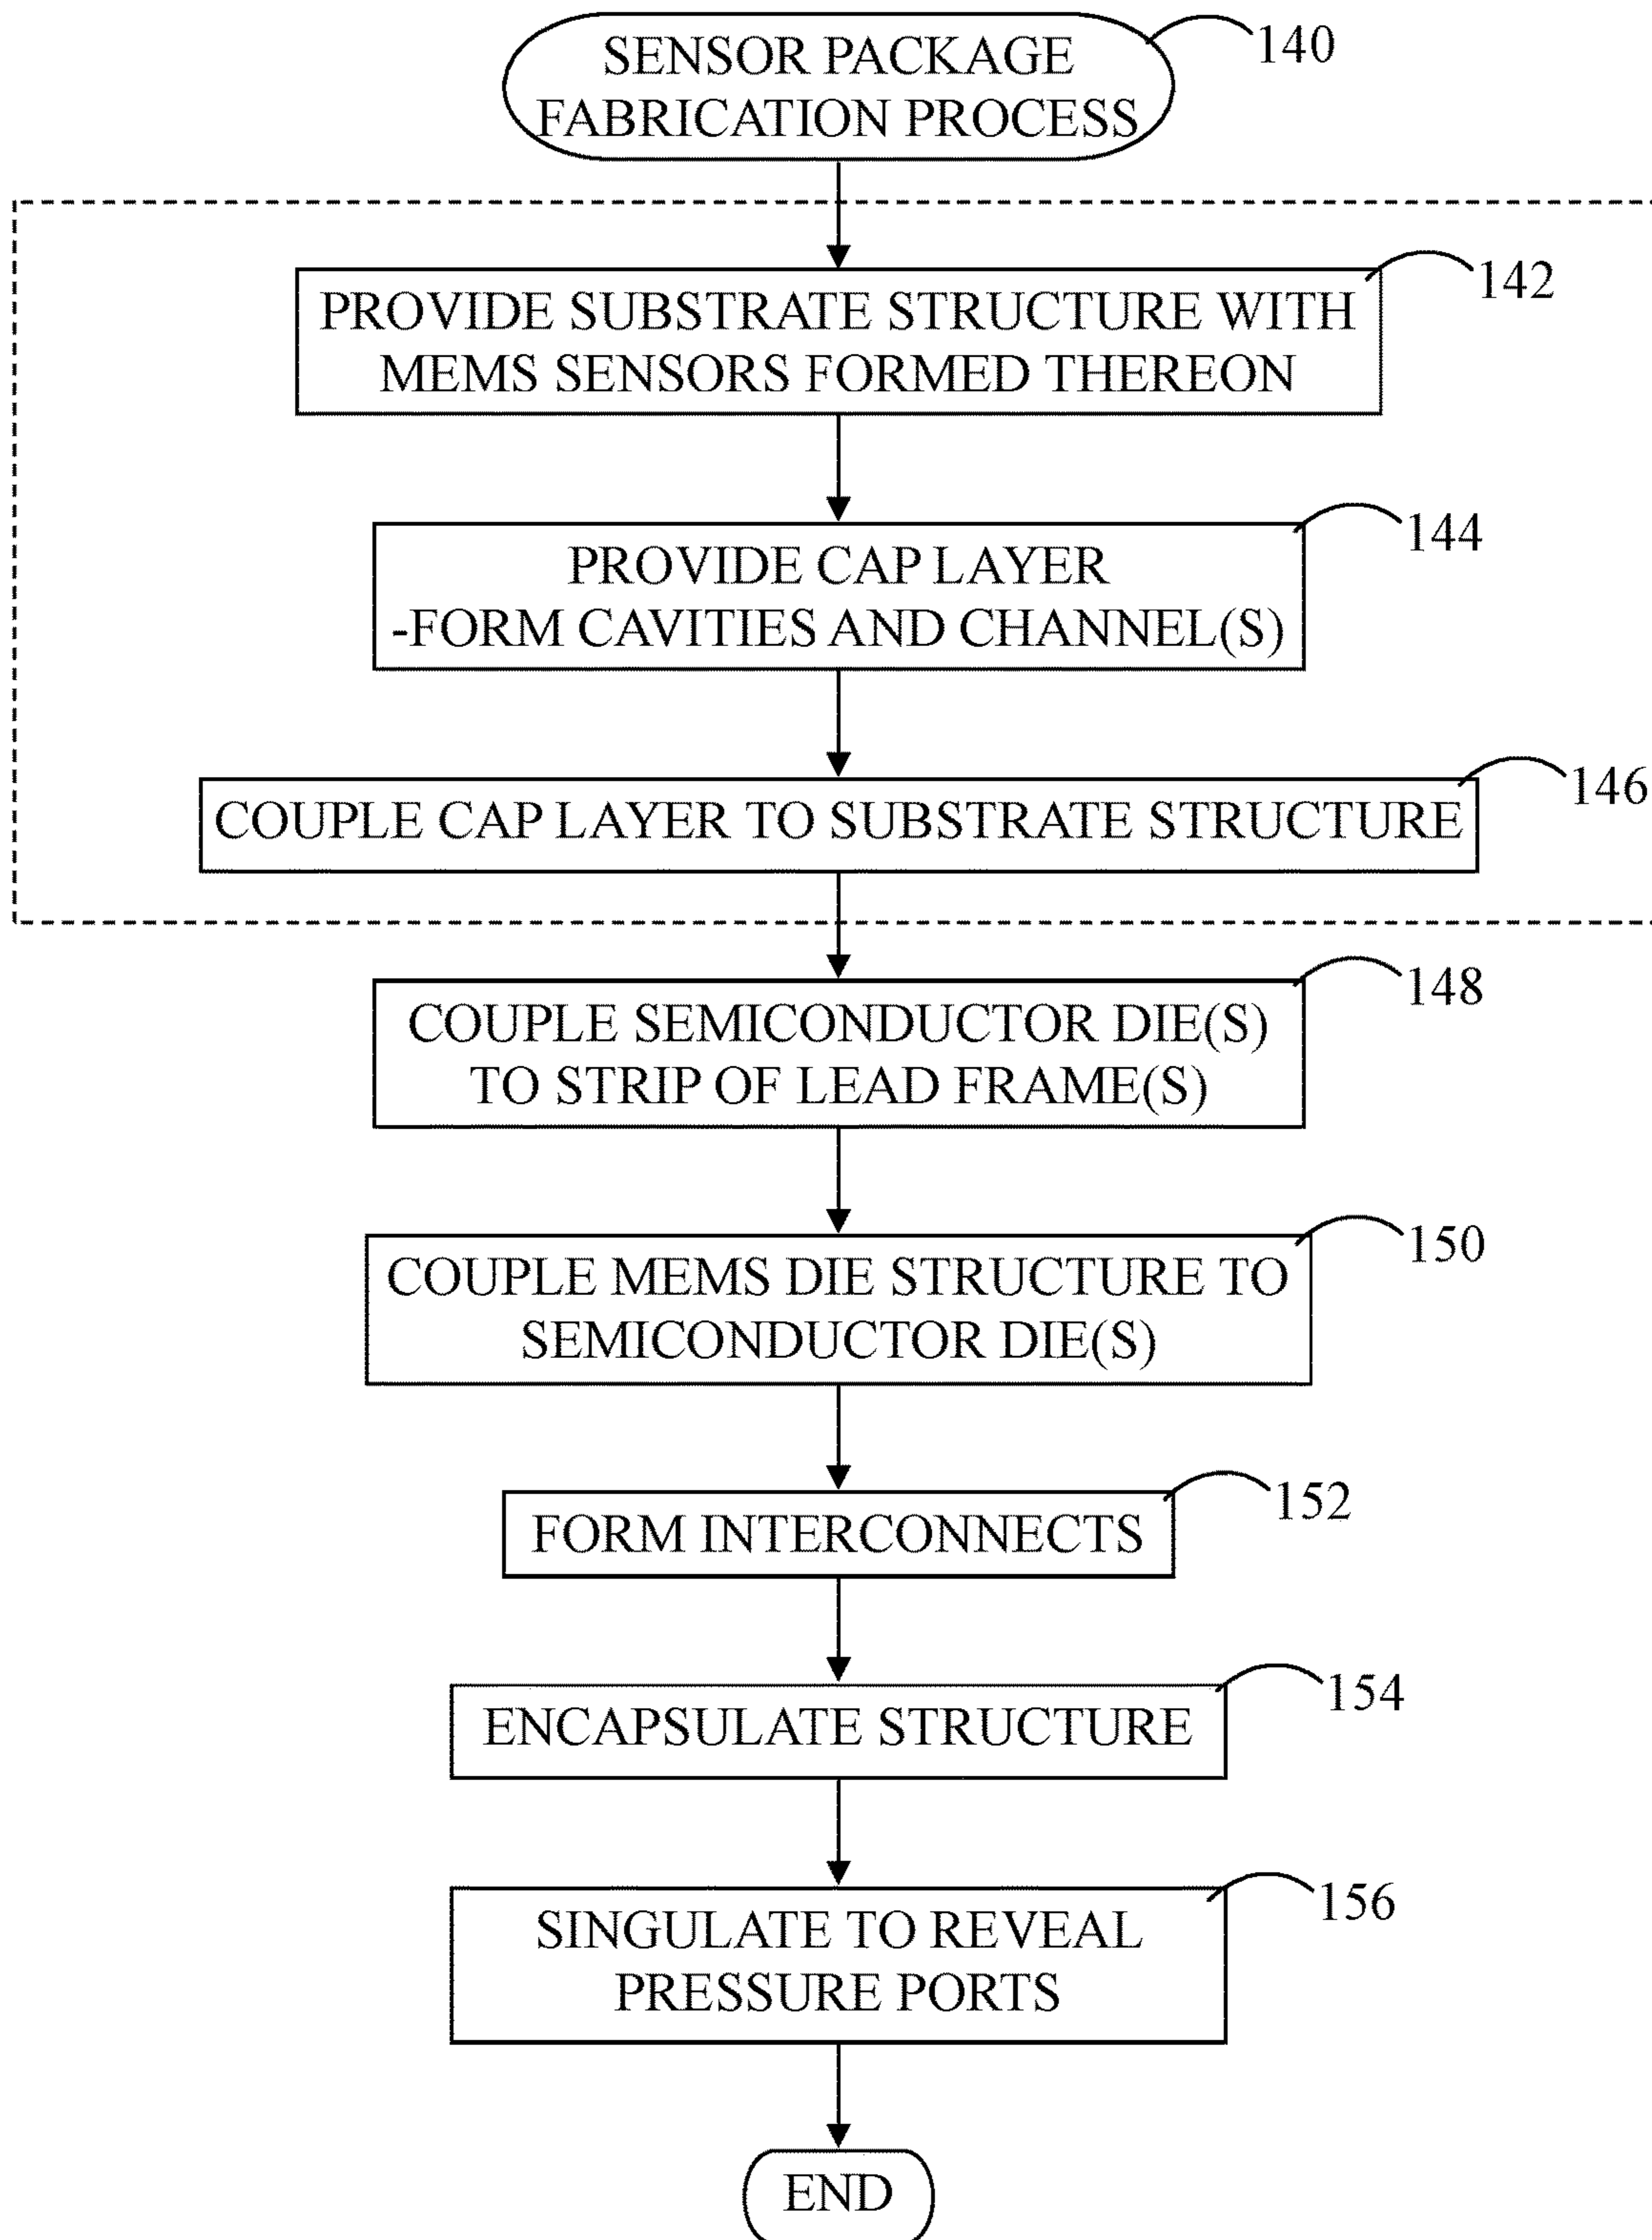 SENSOR PACKAGE
FABRICATION PROCESS
140
PROVIDE SUBSTRATE STRUCTURE WITH
MEMS SENSORS FORMED THEREON
142
PROVIDE CAP LAYER
-FORM CAVITIES AND CHANNEL(S)
144
COUPLE CAP LAYER TO SUBSTRATE STRUCTURE
146
COUPLE SEMICONDUCTOR DIE(S)
TO STRIP OF LEAD FRAME(S)
148
COUPLE MEMS DIE STRUCTURE TO
SEMICONDUCTOR DIE(S)
150
FORM INTERCONNECTS
152
ENCAPSULATE STRUCTURE
154
SINGULATE TO REVEAL
PRESSURE PORTS
156
END